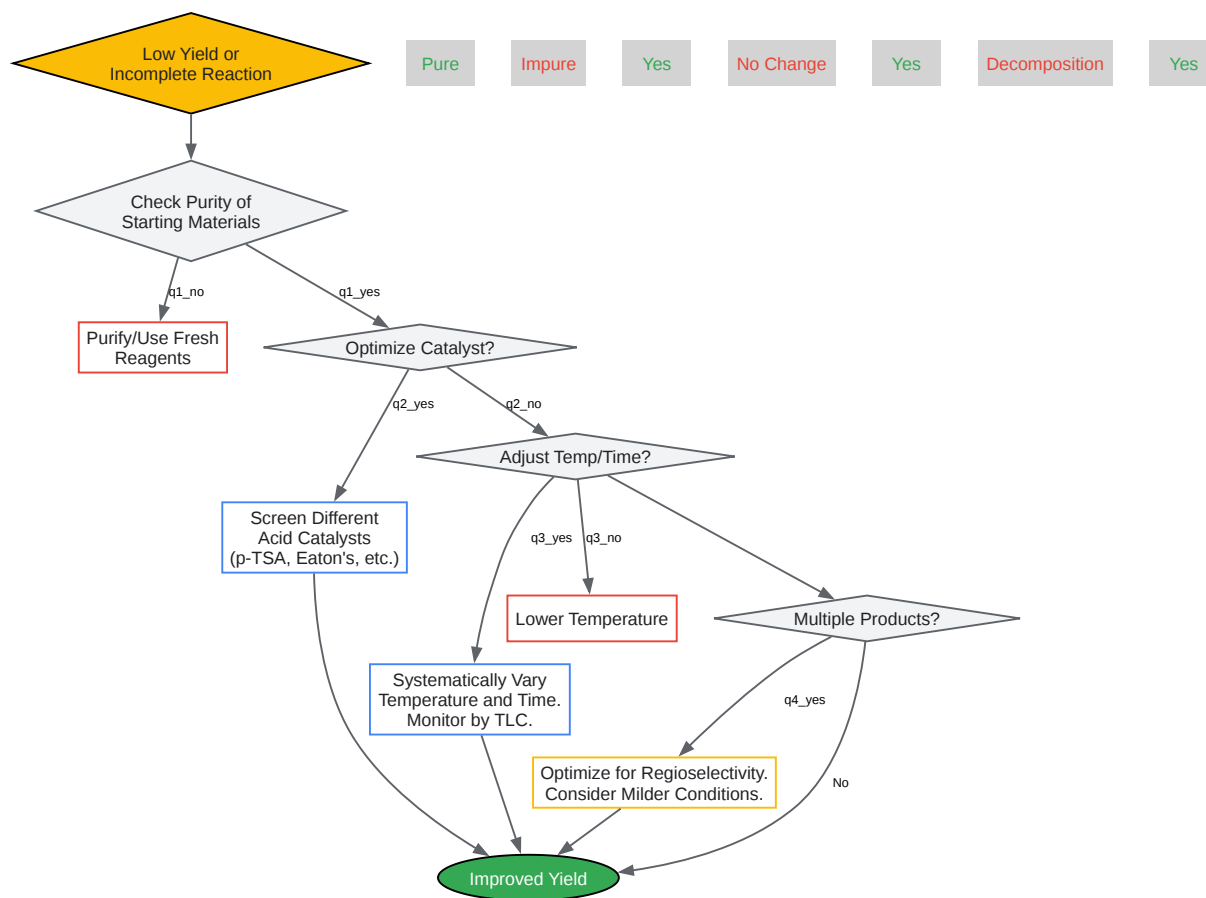 Low Yield or
Incomplete Reaction
Pure
Impure
Yes
No Change
Yes
Decomposition
Yes
Check Purity of
Starting Materials
q1_no
q1_yes
Purify/Use Fresh
Reagents
Optimize Catalyst?
q2_yes
q2_no
Adjust Temp/Time?
Screen Different
Acid Catalysts
(p-TSA, Eaton's, etc.)
q3_yes
q3_no
Lower Temperature
Multiple Products?
Systematically Vary
Temperature and Time.
Monitor by TLC.
q4_yes
Optimize for Regioselectivity.
Consider Milder Conditions.
No
Improved Yield